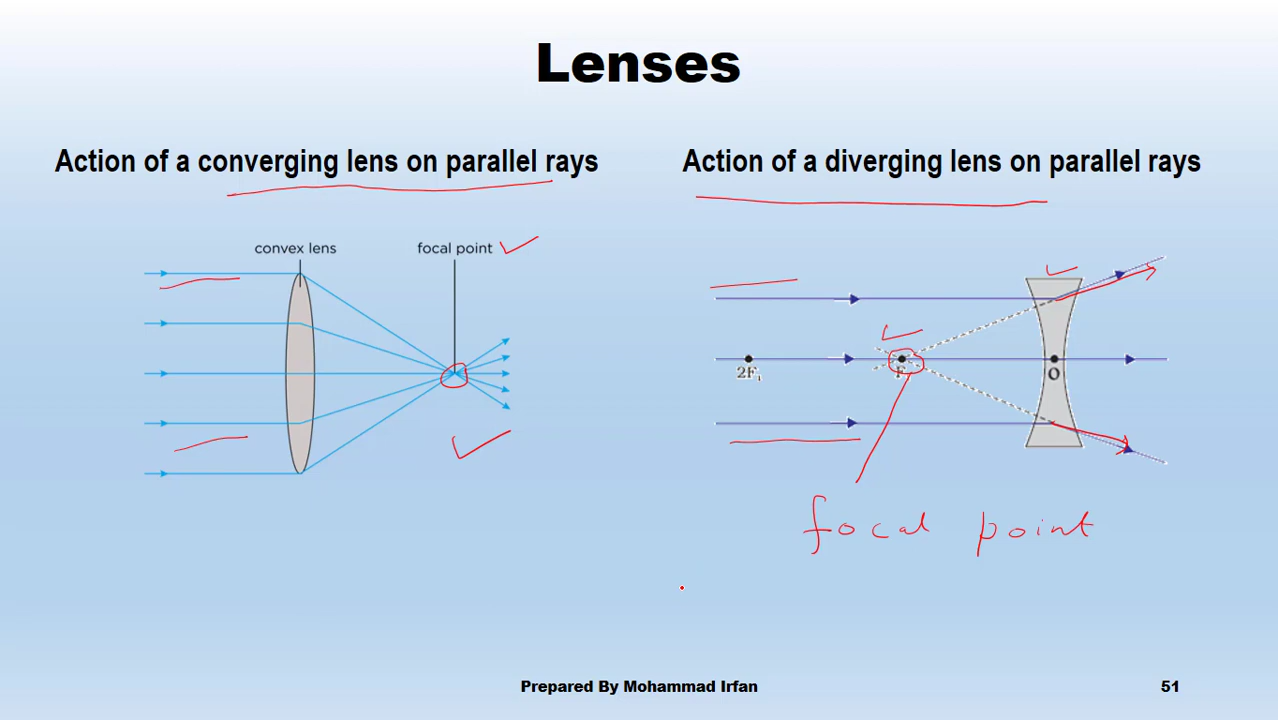 Lenses
Action of a converging lens on parallel rays
Action of a diverging lens on parallel rays
convex lens
focal point
2F₁
F
O
focal point
Prepared By Mohammad Irfan
51